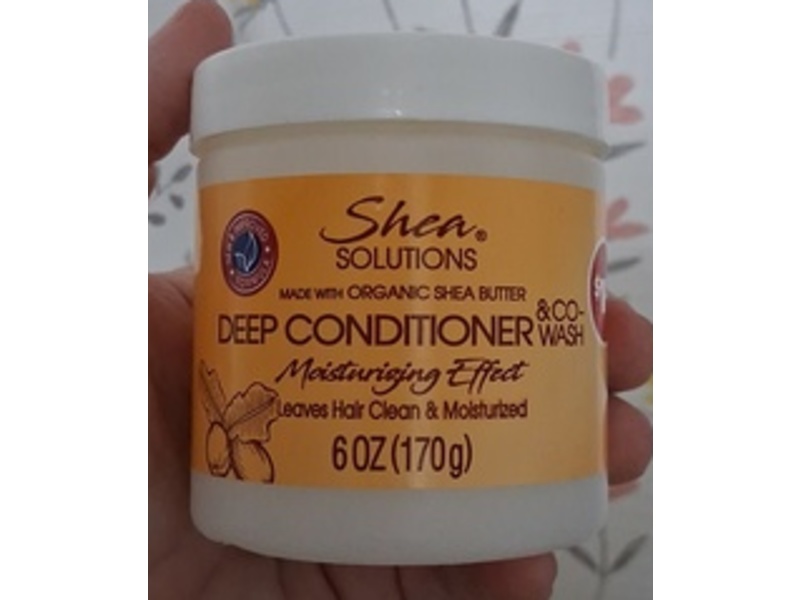 Shea®
SOLUTIONS
MADE WITH ORGANIC SHEA BUTTER
DEEP CONDITIONER & CO-WASH
Moisturizing Effect
Leaves Hair Clean & Moisturized
6 OZ (170g)